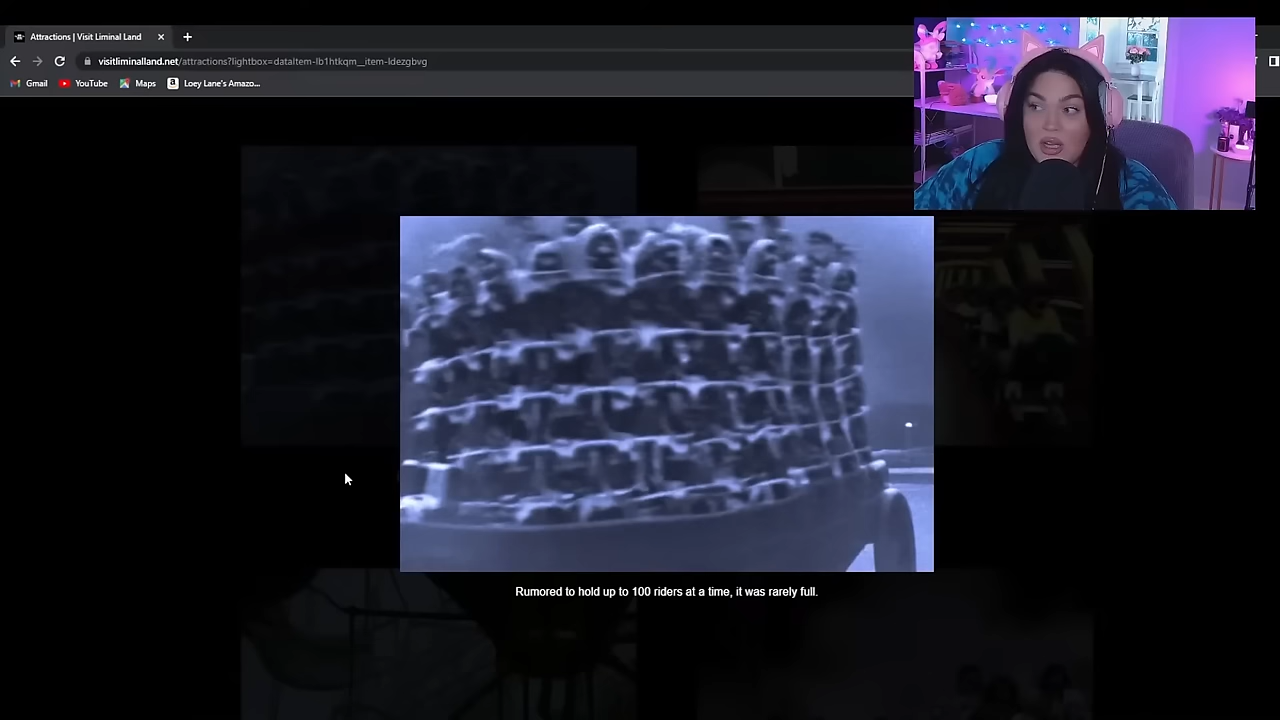 Attractions | Visit Liminal Land
visitliminalland.net/attractions?lightbox=dataItem-lb1htkqm__item-ldezgbvg
Gmail
YouTube
Maps
Loey Lane's Amazo...
Rumored to hold up to 100 riders at a time, it was rarely full.